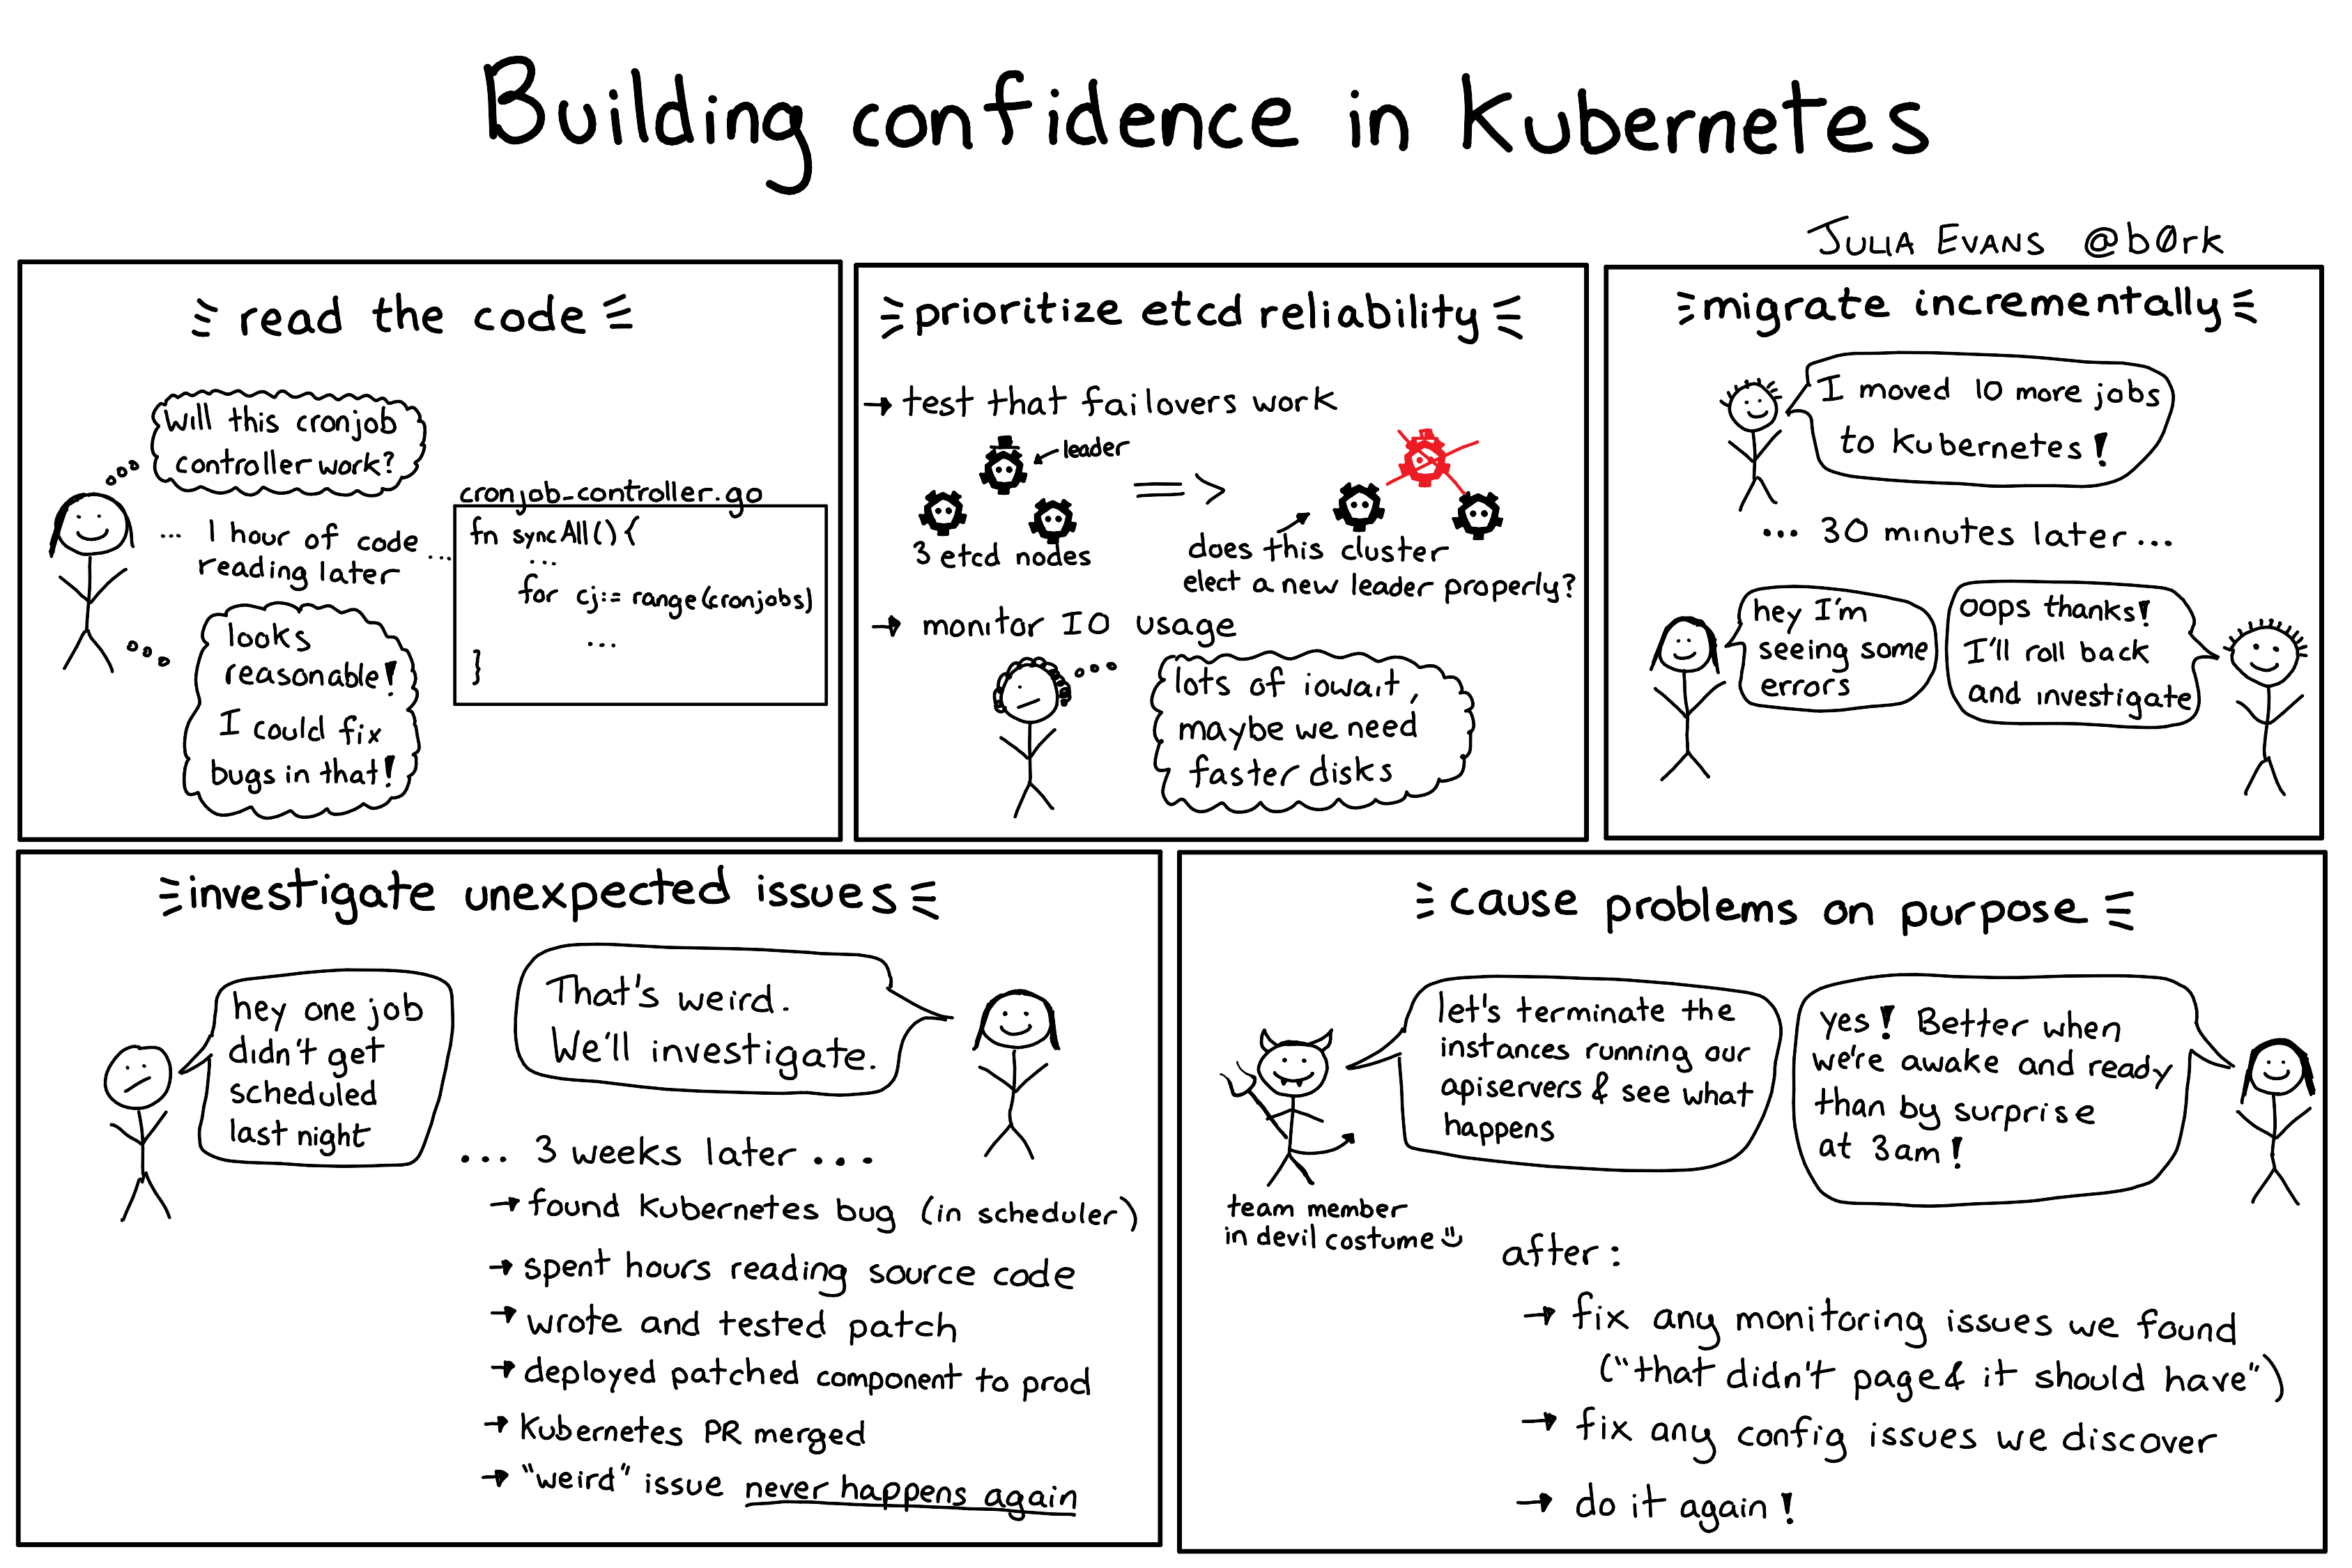 Building confidence in Kubernetes
JULIA EVANS @b0rk
read the code
will this cronjob
controller work?
... 1 hour of code
reading later ...
cronjob-controller.go
fn syncAll() {
...
for cj := range(cronjobs)
...
}
looks
reasonable!
I could fix
bugs in that!
prioritize etcd reliability
→ test that failovers work
leader
=>
3 etcd nodes
does this cluster
elect a new leader properly?
→ monitor IO usage
lots of iowait,
maybe we need
faster disks
migrate incrementally
I moved 10 more jobs
to Kubernetes!
... 30 minutes later ...
hey I'm
seeing some
errors
oops thanks!
I'll roll back
and investigate
investigate unexpected issues
hey one job
didn't get
scheduled
last night
That's weird.
We'll investigate.
... 3 weeks later ...
→ found Kubernetes bug (in scheduler)
→ spent hours reading source code
→ wrote and tested patch
→ deployed patched component to prod
→ Kubernetes PR merged
→ "weird" issue never happens again
cause problems on purpose
let's terminate the
instances running our
apiservers & see what
happens
team member
in devil costume :)
yes! Better when
we're awake and ready
than by surprise
at 3am!
after:
→ fix any monitoring issues we found
("that didn't page & it should have")
→ fix any config issues we discover
→ do it again!